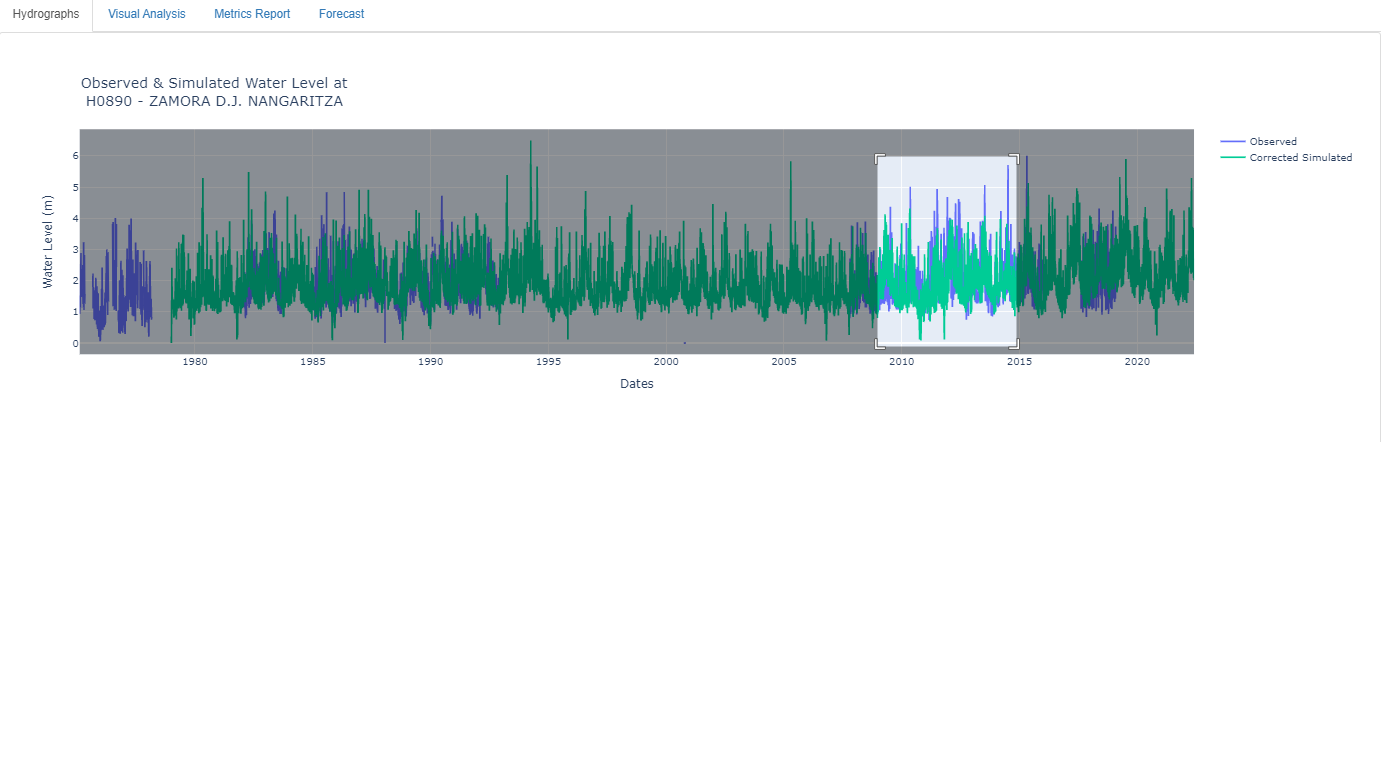 Hydrographs Visual Analysis Metrics Report Forecast
Observed & Simulated Water Level at
H0890 - ZAMORA D.J. NANGARITZA
Observed
Corrected Simulated
Water Level (m)
6
5
4
3
2
1
0
1980 1985 1990 1995 2000 2005 2010 2015 2020
Dates